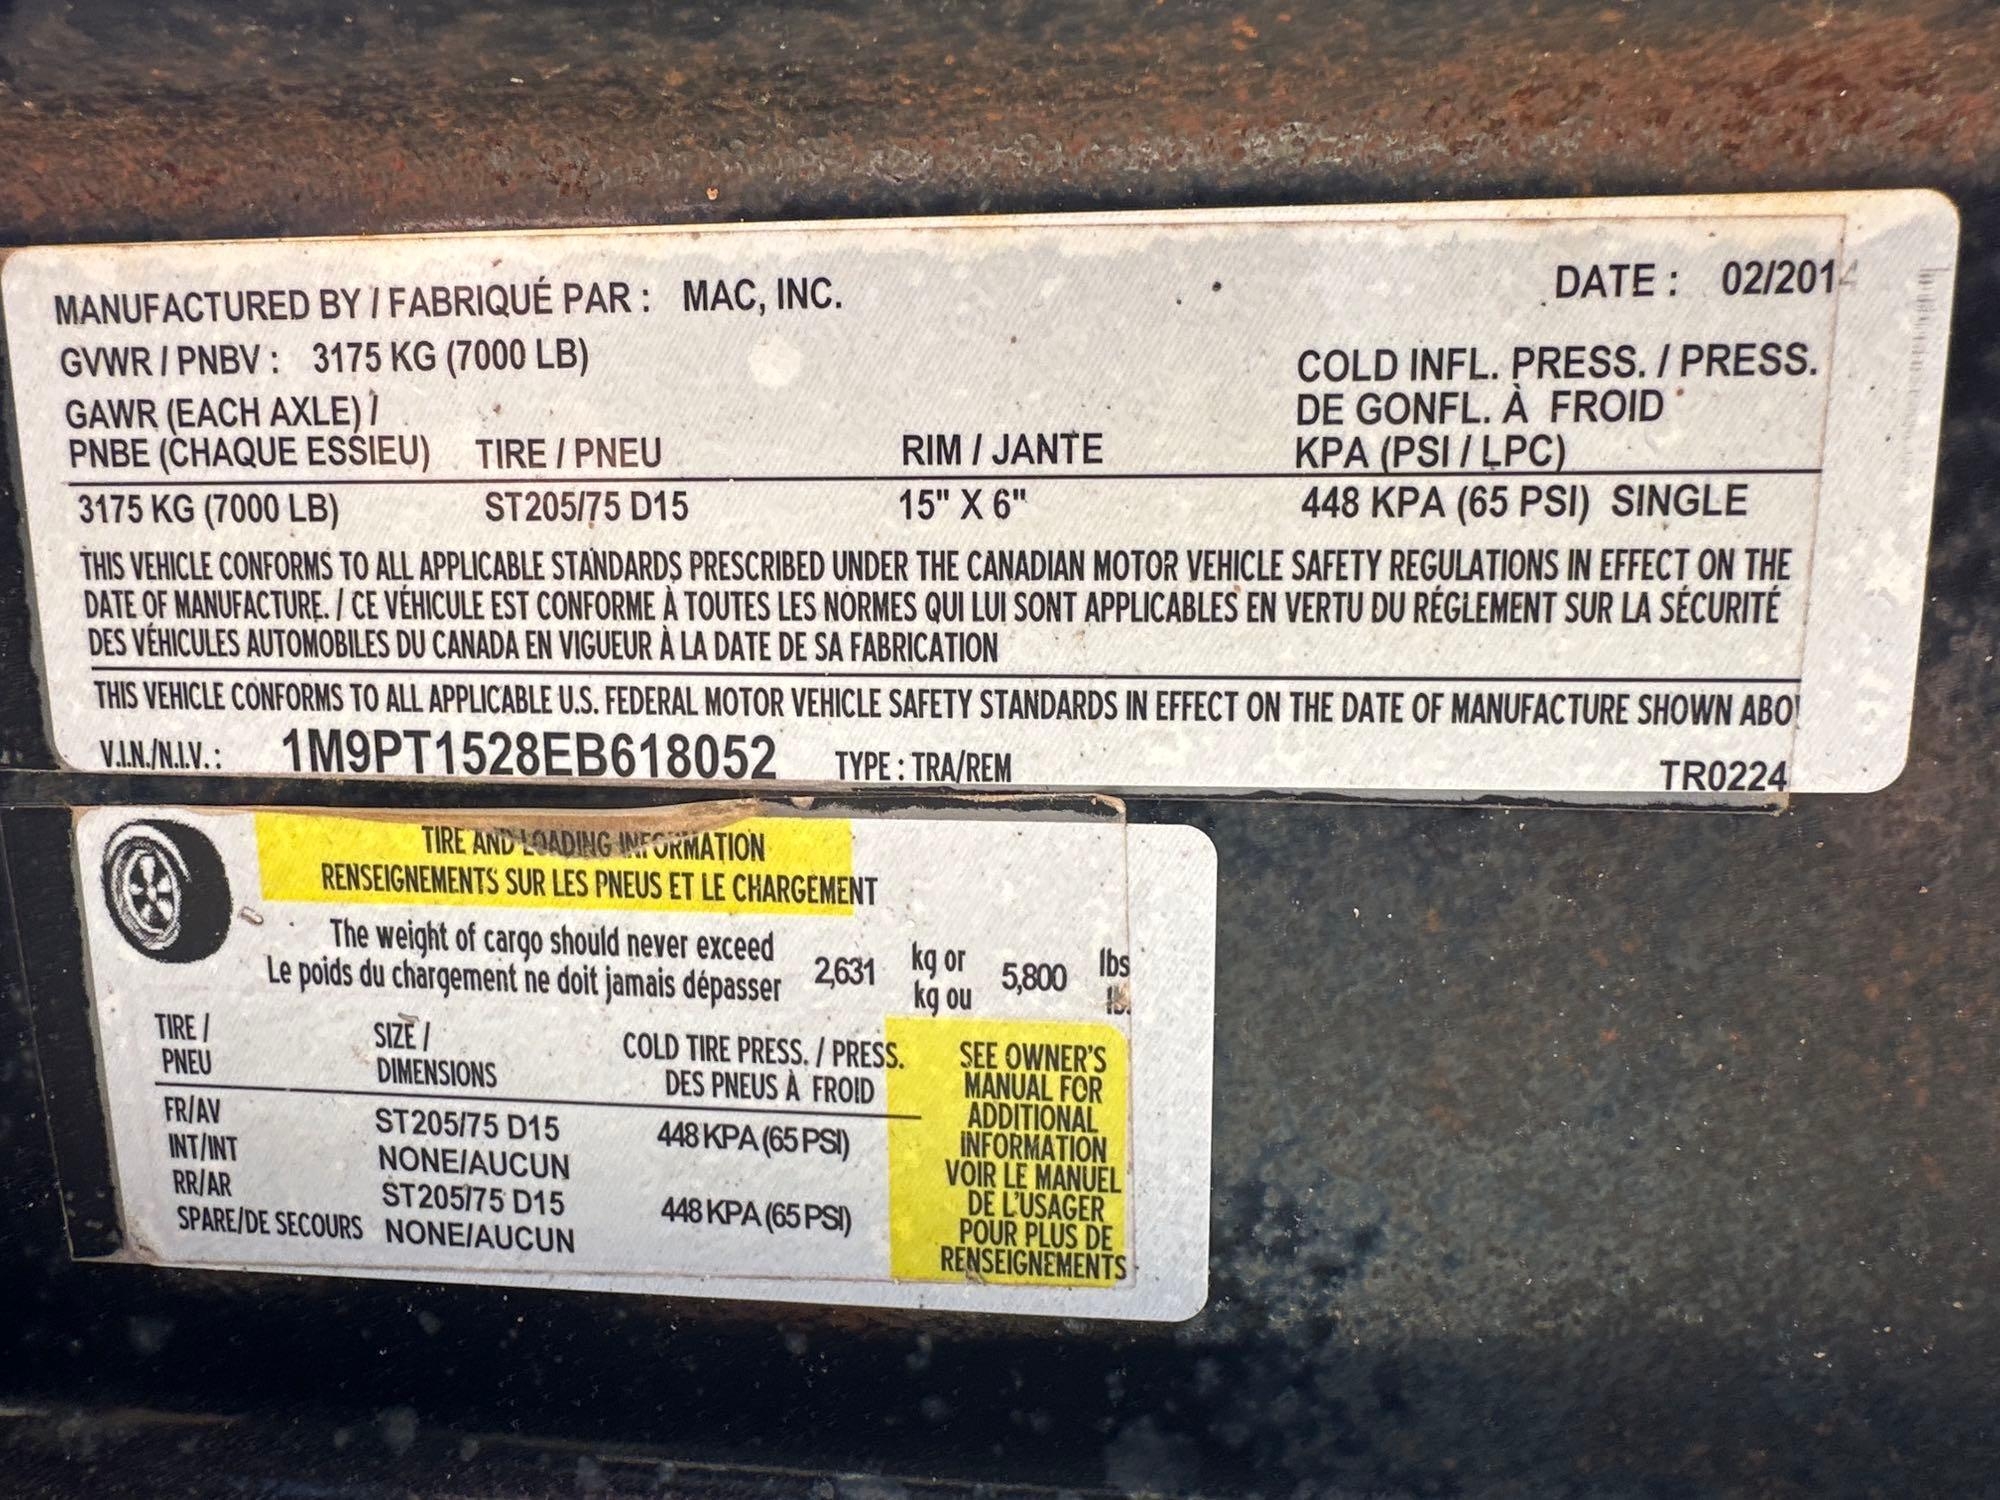 MANUFACTURED BY / FABRIQUÉ PAR : MAC, INC. DATE : 02/2014
GVWR / PNBV : 3175 KG (7000 LB)
GAWR (EACH AXLE) /
PNBE (CHAQUE ESSIEU) TIRE / PNEU RIM / JANTE
COLD INFL. PRESS. / PRESS.
DE GONFL. À FROID
KPA (PSI / LPC)
3175 KG (7000 LB) ST205/75 D15 15" X 6" 448 KPA (65 PSI) SINGLE
THIS VEHICLE CONFORMS TO ALL APPLICABLE STANDARDS PRESCRIBED UNDER THE CANADIAN MOTOR VEHICLE SAFETY REGULATIONS IN EFFECT ON THE
DATE OF MANUFACTURE. / CE VÉHICULE EST CONFORME À TOUTES LES NORMES QUI LUI SONT APPLICABLES EN VERTU DU RÉGLEMENT SUR LA SÉCURITÉ
DES VÉHICULES AUTOMOBILES DU CANADA EN VIGUEUR À LA DATE DE SA FABRICATION
THIS VEHICLE CONFORMS TO ALL APPLICABLE U.S. FEDERAL MOTOR VEHICLE SAFETY STANDARDS IN EFFECT ON THE DATE OF MANUFACTURE SHOWN ABO
V.I.N./N.I.V. : 1M9PT1528EB618052 TYPE : TRA/REM TR0224
TIRE AND LOADING INFORMATION
RENSEIGNEMENTS SUR LES PNEUS ET LE CHARGEMENT
The weight of cargo should never exceed
Le poids du chargement ne doit jamais dépasser
2,631 kg or 5,800 lbs
kg ou lb.
TIRE / SIZE / COLD TIRE PRESS. / PRESS.
PNEU DIMENSIONS DES PNEUS À FROID
FR/AV ST205/75 D15 448 KPA (65 PSI)
INT/INT NONE/AUCUN
RR/AR ST205/75 D15 448 KPA (65 PSI)
SPARE/DE SECOURS NONE/AUCUN
SEE OWNER'S
MANUAL FOR
ADDITIONAL
INFORMATION
VOIR LE MANUEL
DE L'USAGER
POUR PLUS DE
RENSEIGNEMENTS